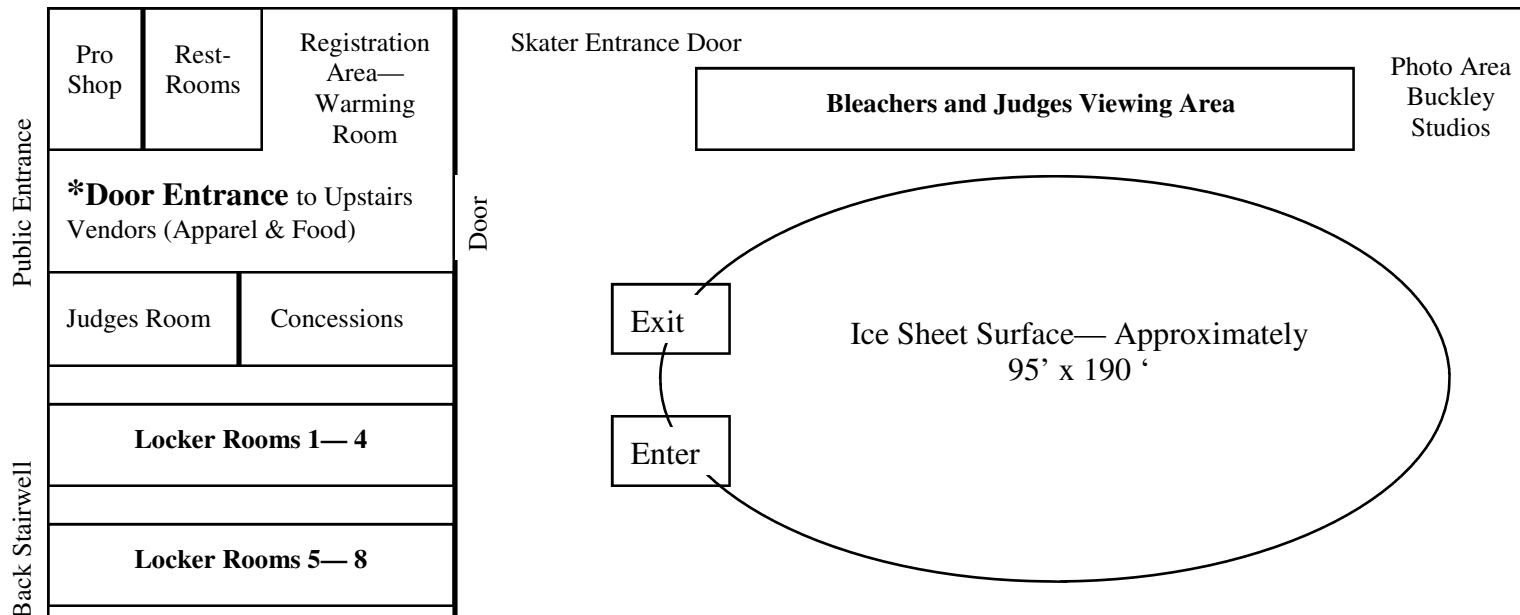 Pro
Shop
Rest-
Rooms
Registration
Area—
Warming
Room
Skater Entrance Door
Bleachers and Judges Viewing Area
Photo Area
Buckley
Studios
Public Entrance
*Door Entrance to Upstairs
Vendors (Apparel & Food)
Door
Judges Room
Concessions
Exit
Ice Sheet Surface— Approximately
95’ x 190 ‘
Enter
Locker Rooms 1— 4
Back Stairwell
Locker Rooms 5— 8